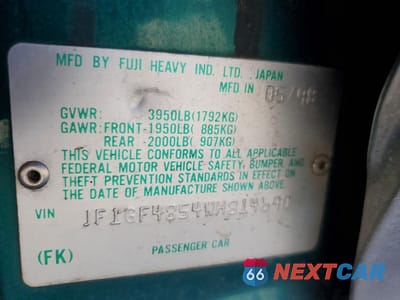 MFD BY FUJI HEAVY IND. LTD., JAPAN
MFD IN
GVWR: 3950LB(1792KG)
GAWR:FRONT-1950LB( 885KG)
REAR -2000LB( 907KG)
THIS VEHICLE CONFORMS TO ALL APPLICABLE
FEDERAL MOTOR VEHICLE SAFETY, BUMPER, AND
THEFT PREVENTION STANDARDS IN EFFECT ON
THE DATE OF MANUFACTURE SHOWN ABOVE.
VIN
(FK) PASSENGER CAR
66 NEXTCAR